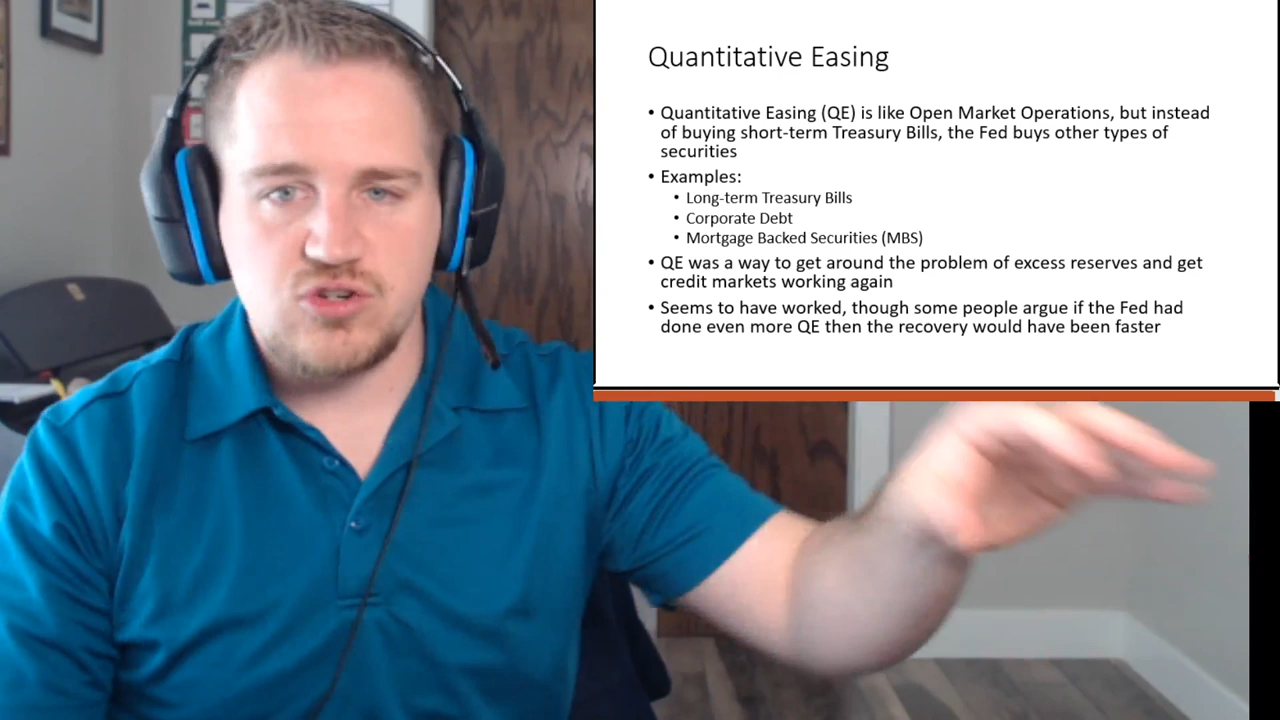 Quantitative Easing
• Quantitative Easing (QE) is like Open Market Operations, but instead
of buying short-term Treasury Bills, the Fed buys other types of
securities
• Examples:
• Long-term Treasury Bills
• Corporate Debt
• Mortgage Backed Securities (MBS)
• QE was a way to get around the problem of excess reserves and get
credit markets working again
• Seems to have worked, though some people argue if the Fed had
done even more QE then the recovery would have been faster